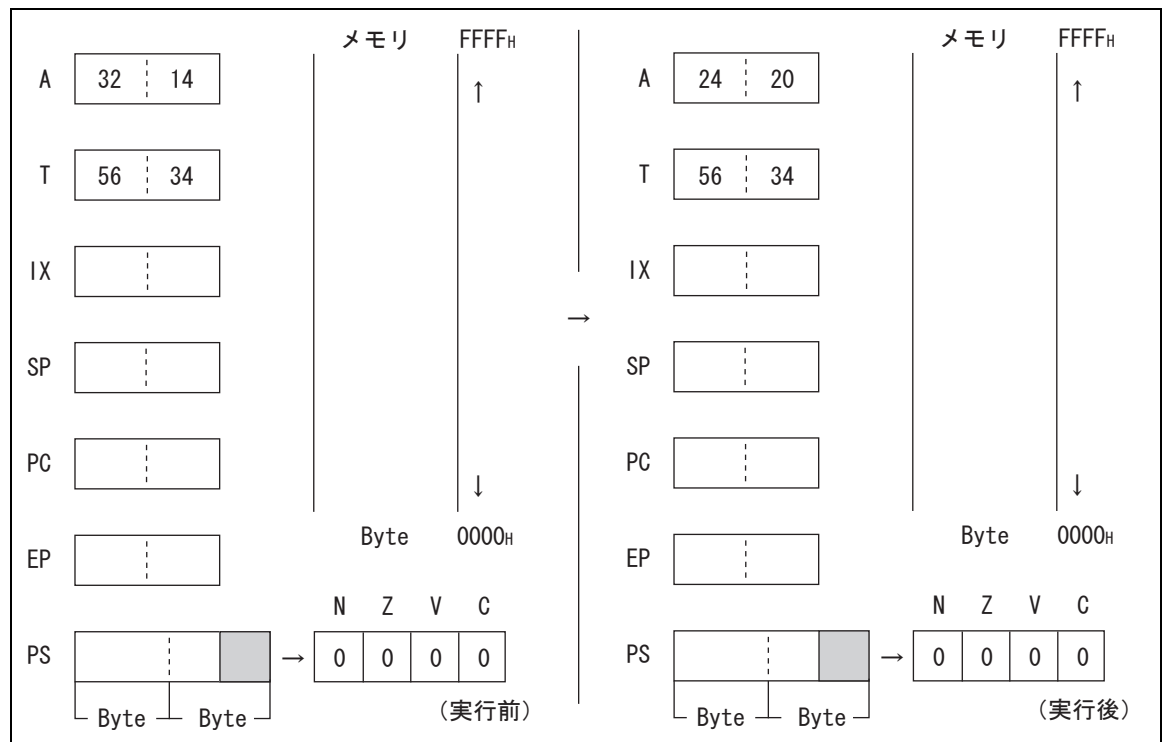 メモリ FFFFH
A 32 14
↑
T 56 34
IX
SP
PC
↓
Byte 0000H
EP
N Z V C
PS → 0 0 0 0
Byte Byte (実行前)
→
メモリ FFFFH
A 24 20
↑
T 56 34
IX
SP
PC
↓
Byte 0000H
EP
N Z V C
PS → 0 0 0 0
Byte Byte (実行後)